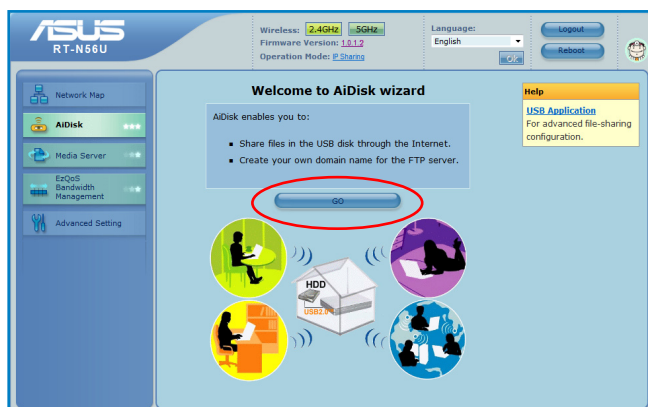 ASUS
RT-N56U
Wireless: 2.4GHz 5GHz
Firmware Version: 1.0.1.2
Operation Mode: IP Sharing
Language:
English
OK
Logout
Reboot
Network Map
AiDisk
Media Server
EzQoS
Bandwidth
Management
Advanced Setting
Welcome to AiDisk wizard
AiDisk enables you to:
Share files in the USB disk through the Internet.
Create your own domain name for the FTP server.
GO
HDD
USB2.0
Help
USB Application
For advanced file-sharing
configuration.